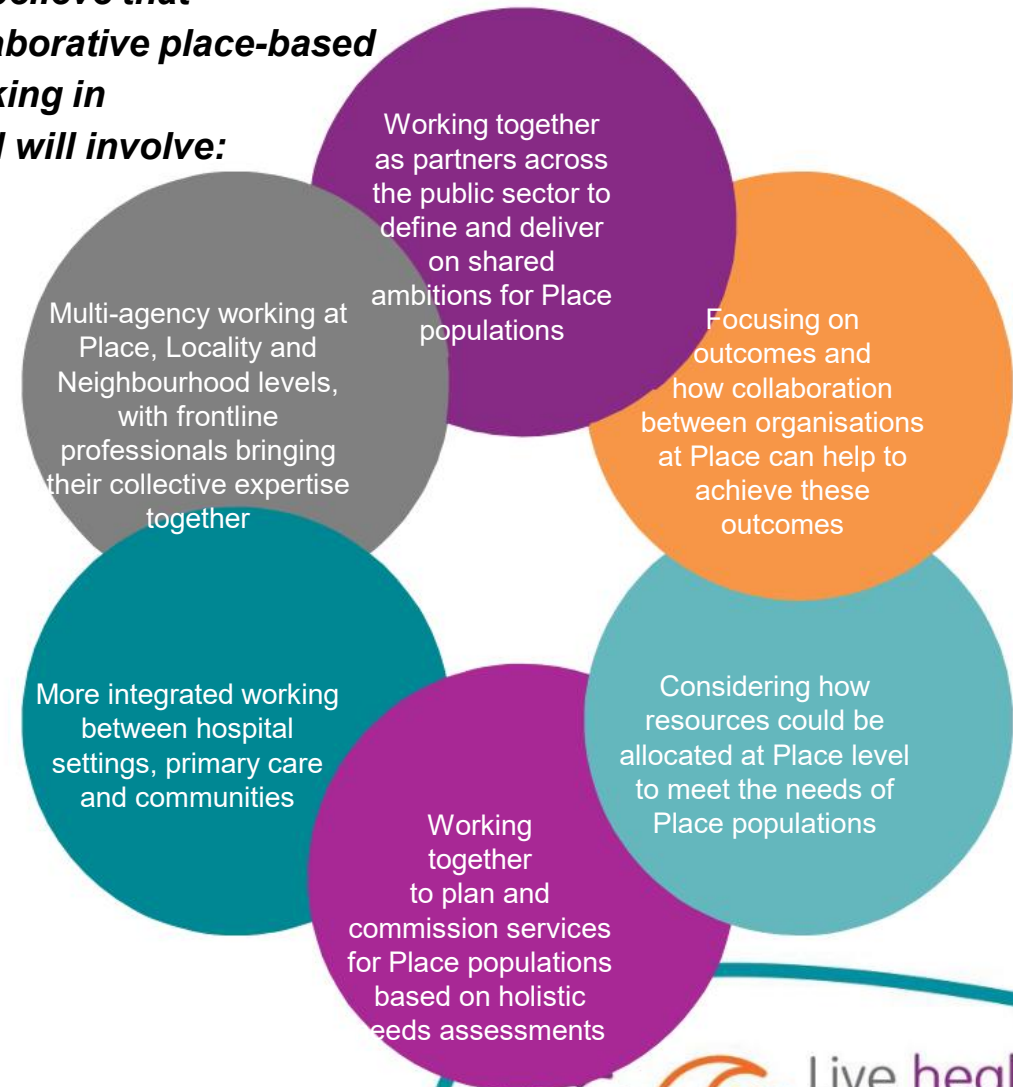 believe that
aborative place-based
king in
will involve:
Working together
as partners across
the public sector to
define and deliver
on shared
ambitions for Place
populations
Focusing on
outcomes and
how collaboration
between organisations
at Place can help to
achieve these
outcomes
Considering how
resources could be
allocated at Place level
to meet the needs of
Place populations
Working
together
to plan and
commission services
for Place populations
based on holistic
eeds assessments
More integrated working
between hospital
settings, primary care
and communities
Multi-agency working at
Place, Locality and
Neighbourhood levels,
with frontline
professionals bringing
their collective expertise
together
Live